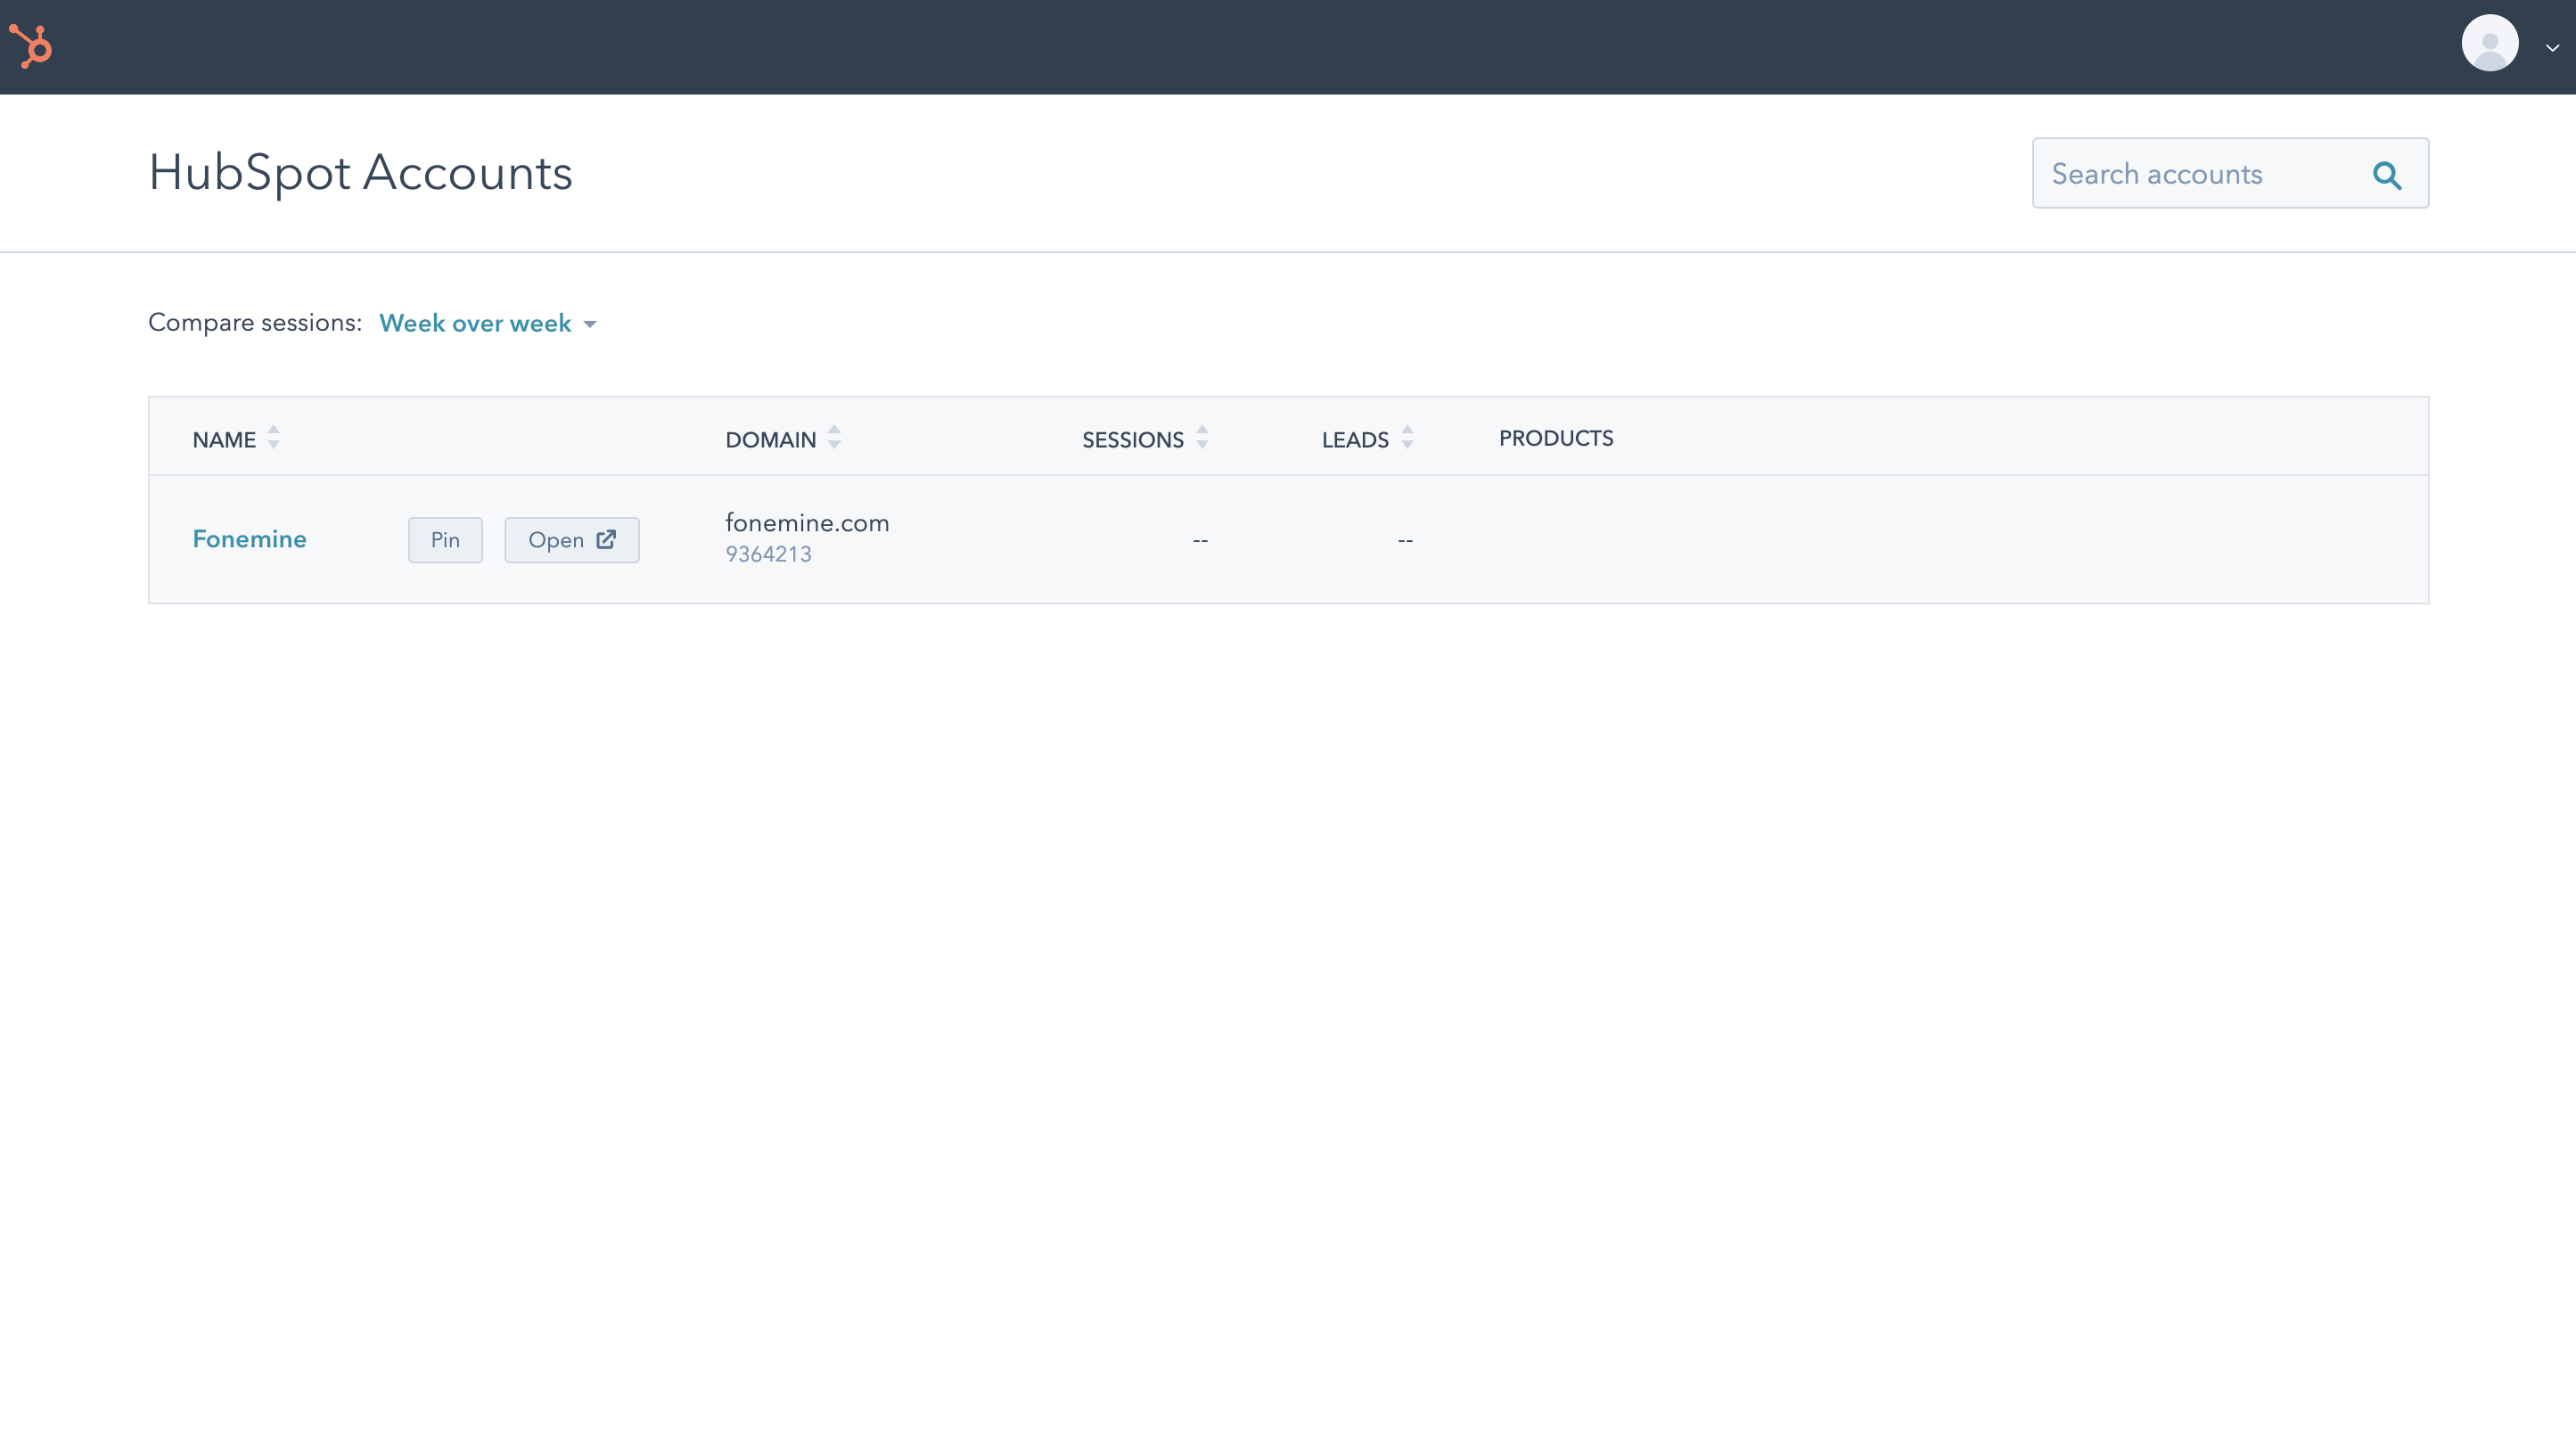 HubSpot Accounts
Search accounts
Compare sessions: Week over week
NAME DOMAIN SESSIONS LEADS PRODUCTS
Fonemine Pin Open fonemine.com -- --
9364213